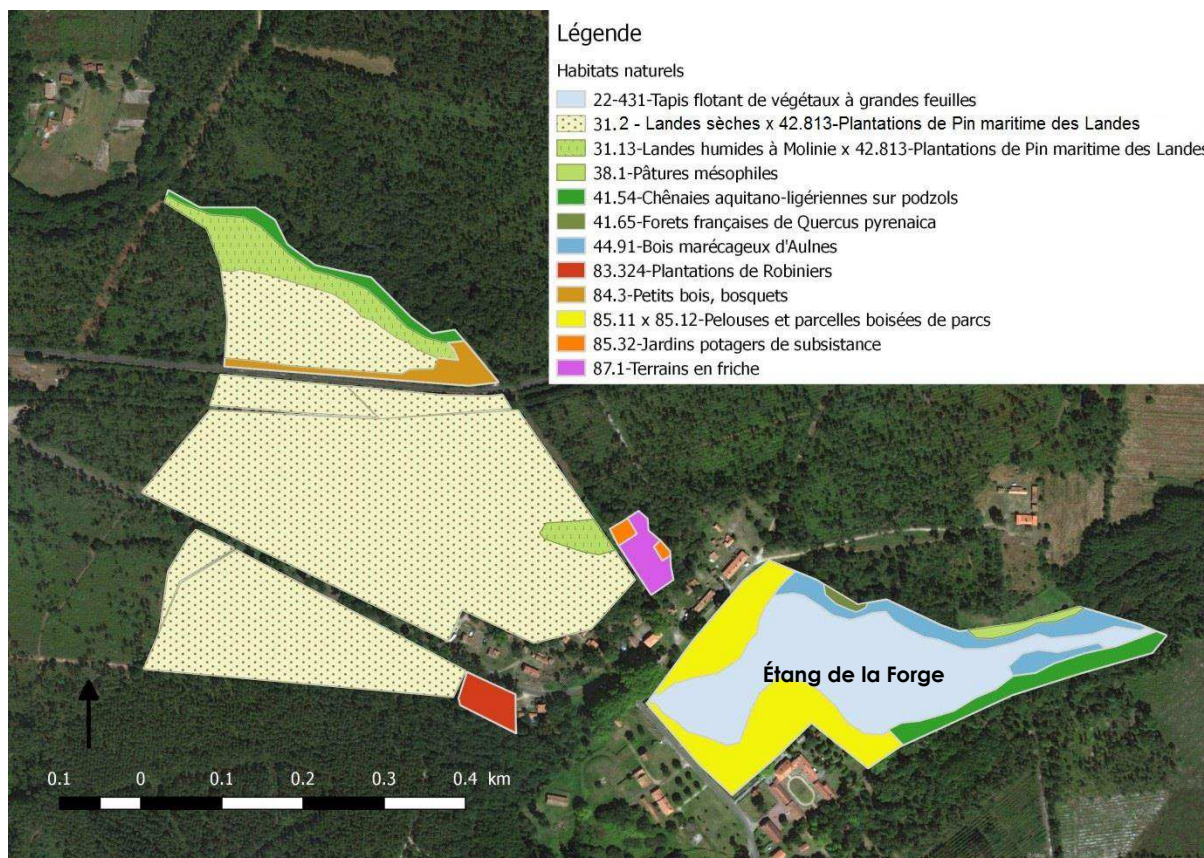 Légende
Habitats naturels
22-431-Tapis flotant de végétaux à grandes feuilles
31.2 - Landes sèches x 42.813-Plantations de Pin maritime des Landes
31.13-Landes humides à Molinie x 42.813-Plantations de Pin maritime des Landes
38.1-Pâtures mésophiles
41.54-Chênaies aquitano-ligériennes sur podzols
41.65-Forets françaises de Quercus pyrenaica
44.91-Bois marécageux d'Aulnes
83.324-Plantations de Robiniers
84.3-Petits bois, bosquets
85.11 x 85.12-Pelouses et parcelles boisées de parcs
85.32-Jardins potagers de subsistance
87.1-Terrains en friche
Étang de la Forge
0.1 0 0.1 0.2 0.3 0.4 km